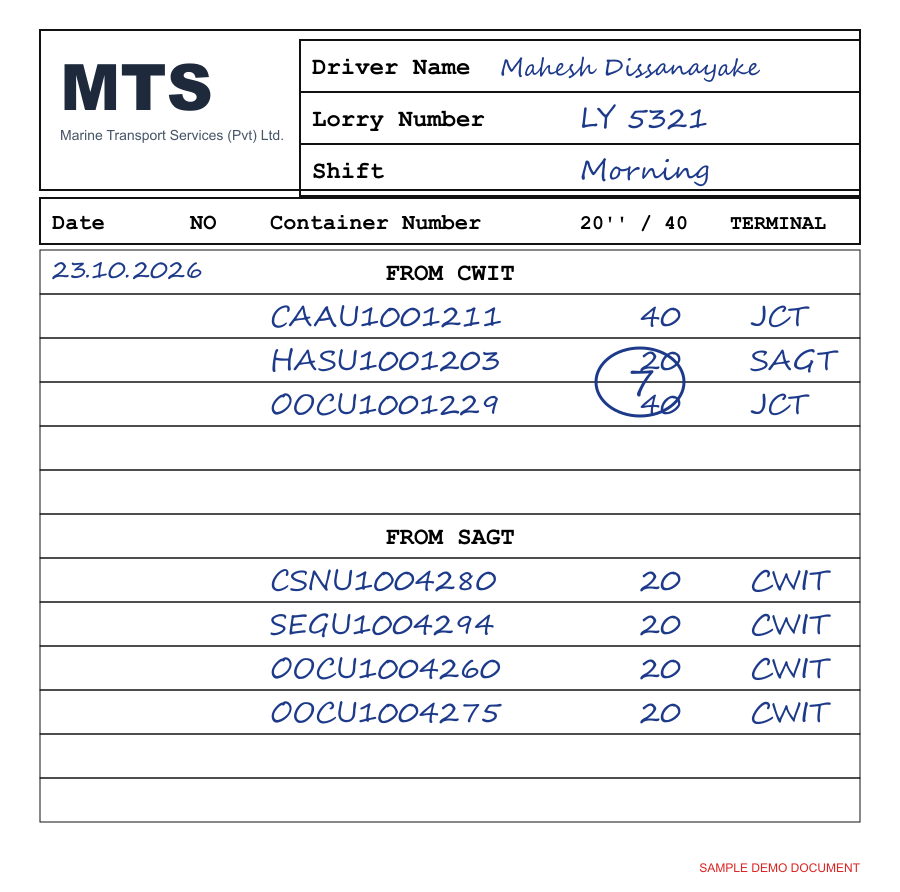 MTS
Marine Transport Services (Pvt) Ltd.
Driver Name Mahesh Dissanayake
Lorry Number LY 5321
Shift Morning
Date NO Container Number 20'' / 40 TERMINAL
23.10.2026 FROM CWIT
CAAU1001211 40 JCT
HASU1001203 20 SAGT
7
OOCU1001229 40 JCT
FROM SAGT
CSNU1004280 20 CWIT
SEGU1004294 20 CWIT
OOCU1004260 20 CWIT
OOCU1004275 20 CWIT
SAMPLE DEMO DOCUMENT